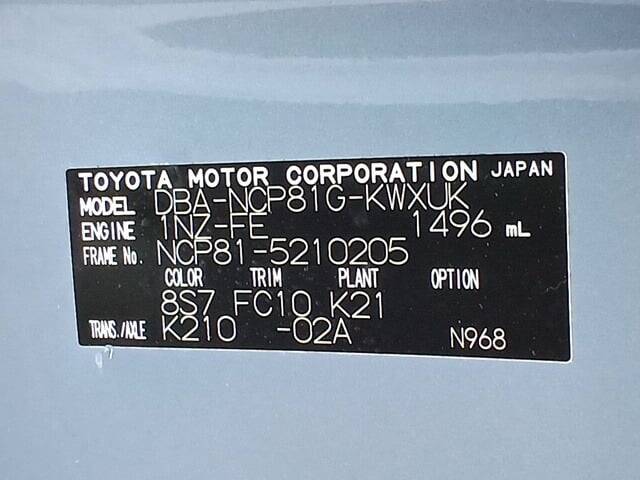 TOYOTA MOTOR CORPORATION JAPAN
MODEL DBA-NCP81G-KWXUK
ENGINE 1NZ-FE 1496 mL
FRAME No. NCP81-5210205
COLOR TRIM PLANT OPTION
8S7 FC10 K21
TRANS./AXLE K210 -02A N968